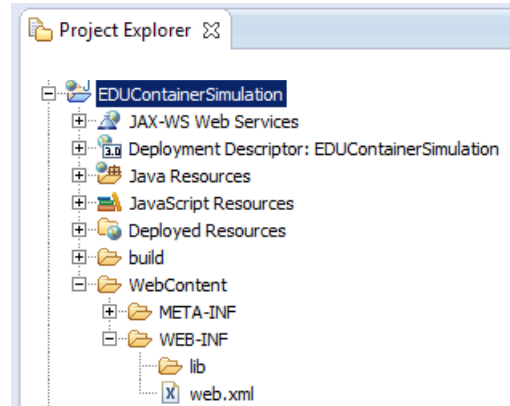 Project Explorer
EDUContainerSimulation
JAX-WS Web Services
3.0 Deployment Descriptor: EDUContainerSimulation
Java Resources
JavaScript Resources
Deployed Resources
build
WebContent
META-INF
WEB-INF
lib
X web.xml